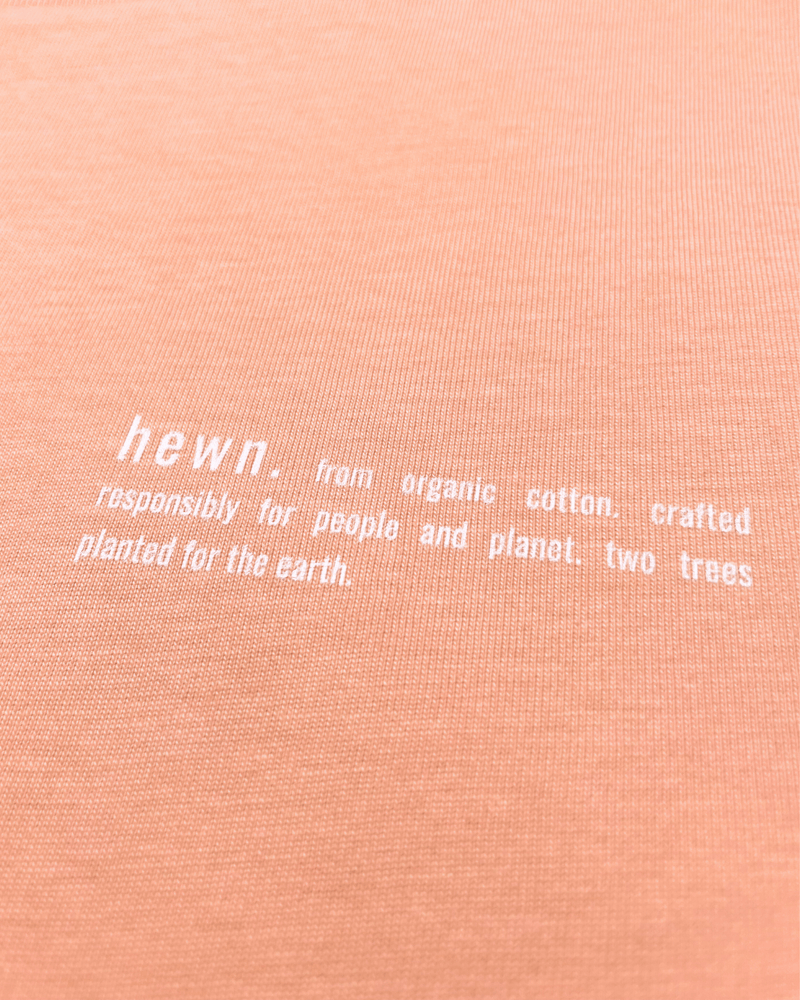 hewn. from organic cotton. crafted
responsibly for people and planet. two trees
planted for the earth.